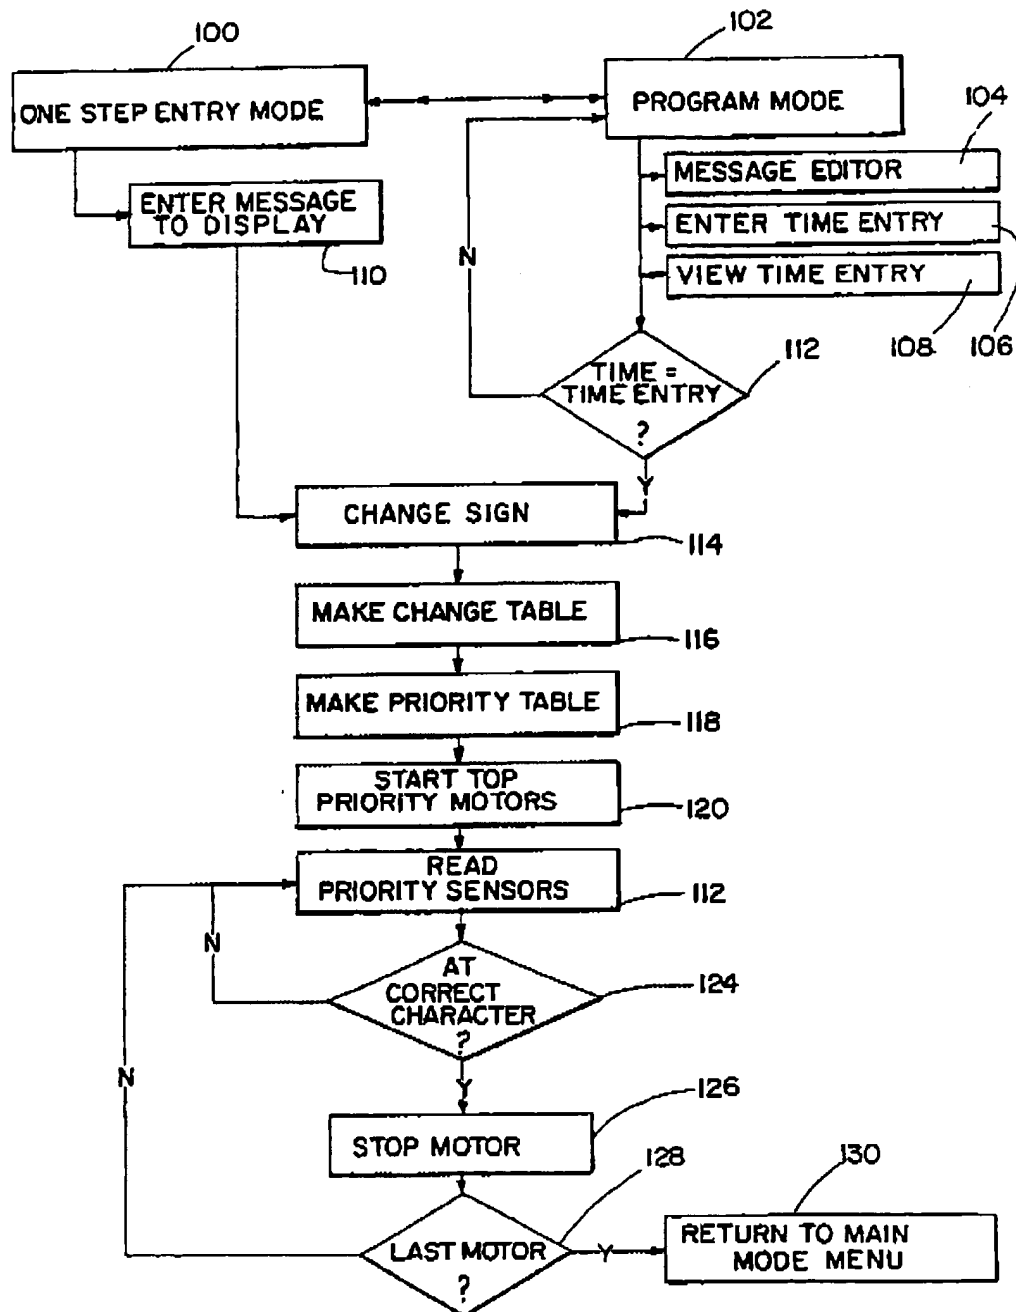 100
102
ONE STEP ENTRY MODE
PROGRAM MODE
104
MESSAGE EDITOR
ENTER MESSAGE
TO DISPLAY
110
ENTER TIME ENTRY
N
VIEW TIME ENTRY
108
106
112
TIME =
TIME ENTRY
?
Y
CHANGE SIGN
114
MAKE CHANGE TABLE
116
MAKE PRIORITY TABLE
118
START TOP
PRIORITY MOTORS
120
READ
PRIORITY SENSORS
112
N
AT
CORRECT
CHARACTER
?
124
N
Y
126
STOP MOTOR
128
130
LAST MOTOR
?
Y
RETURN TO MAIN
MODE MENU